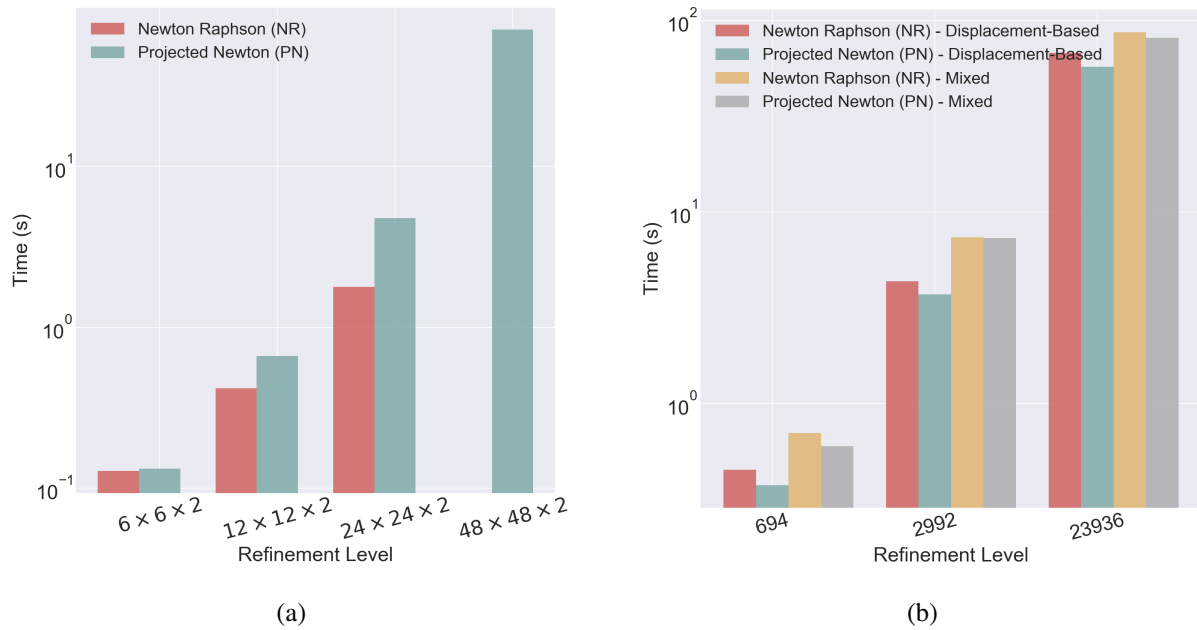 Newton Raphson (NR)
Projected Newton (PN)
10^1
10^0
10^−1
Time (s)
6 × 6 × 2
12 × 12 × 2
24 × 24 × 2
48 × 48 × 2
Refinement Level
(a)
Newton Raphson (NR) - Displacement-Based
Projected Newton (PN) - Displacement-Based
Newton Raphson (NR) - Mixed
Projected Newton (PN) - Mixed
10^2
10^1
10^0
Time (s)
694
2992
23936
Refinement Level
(b)